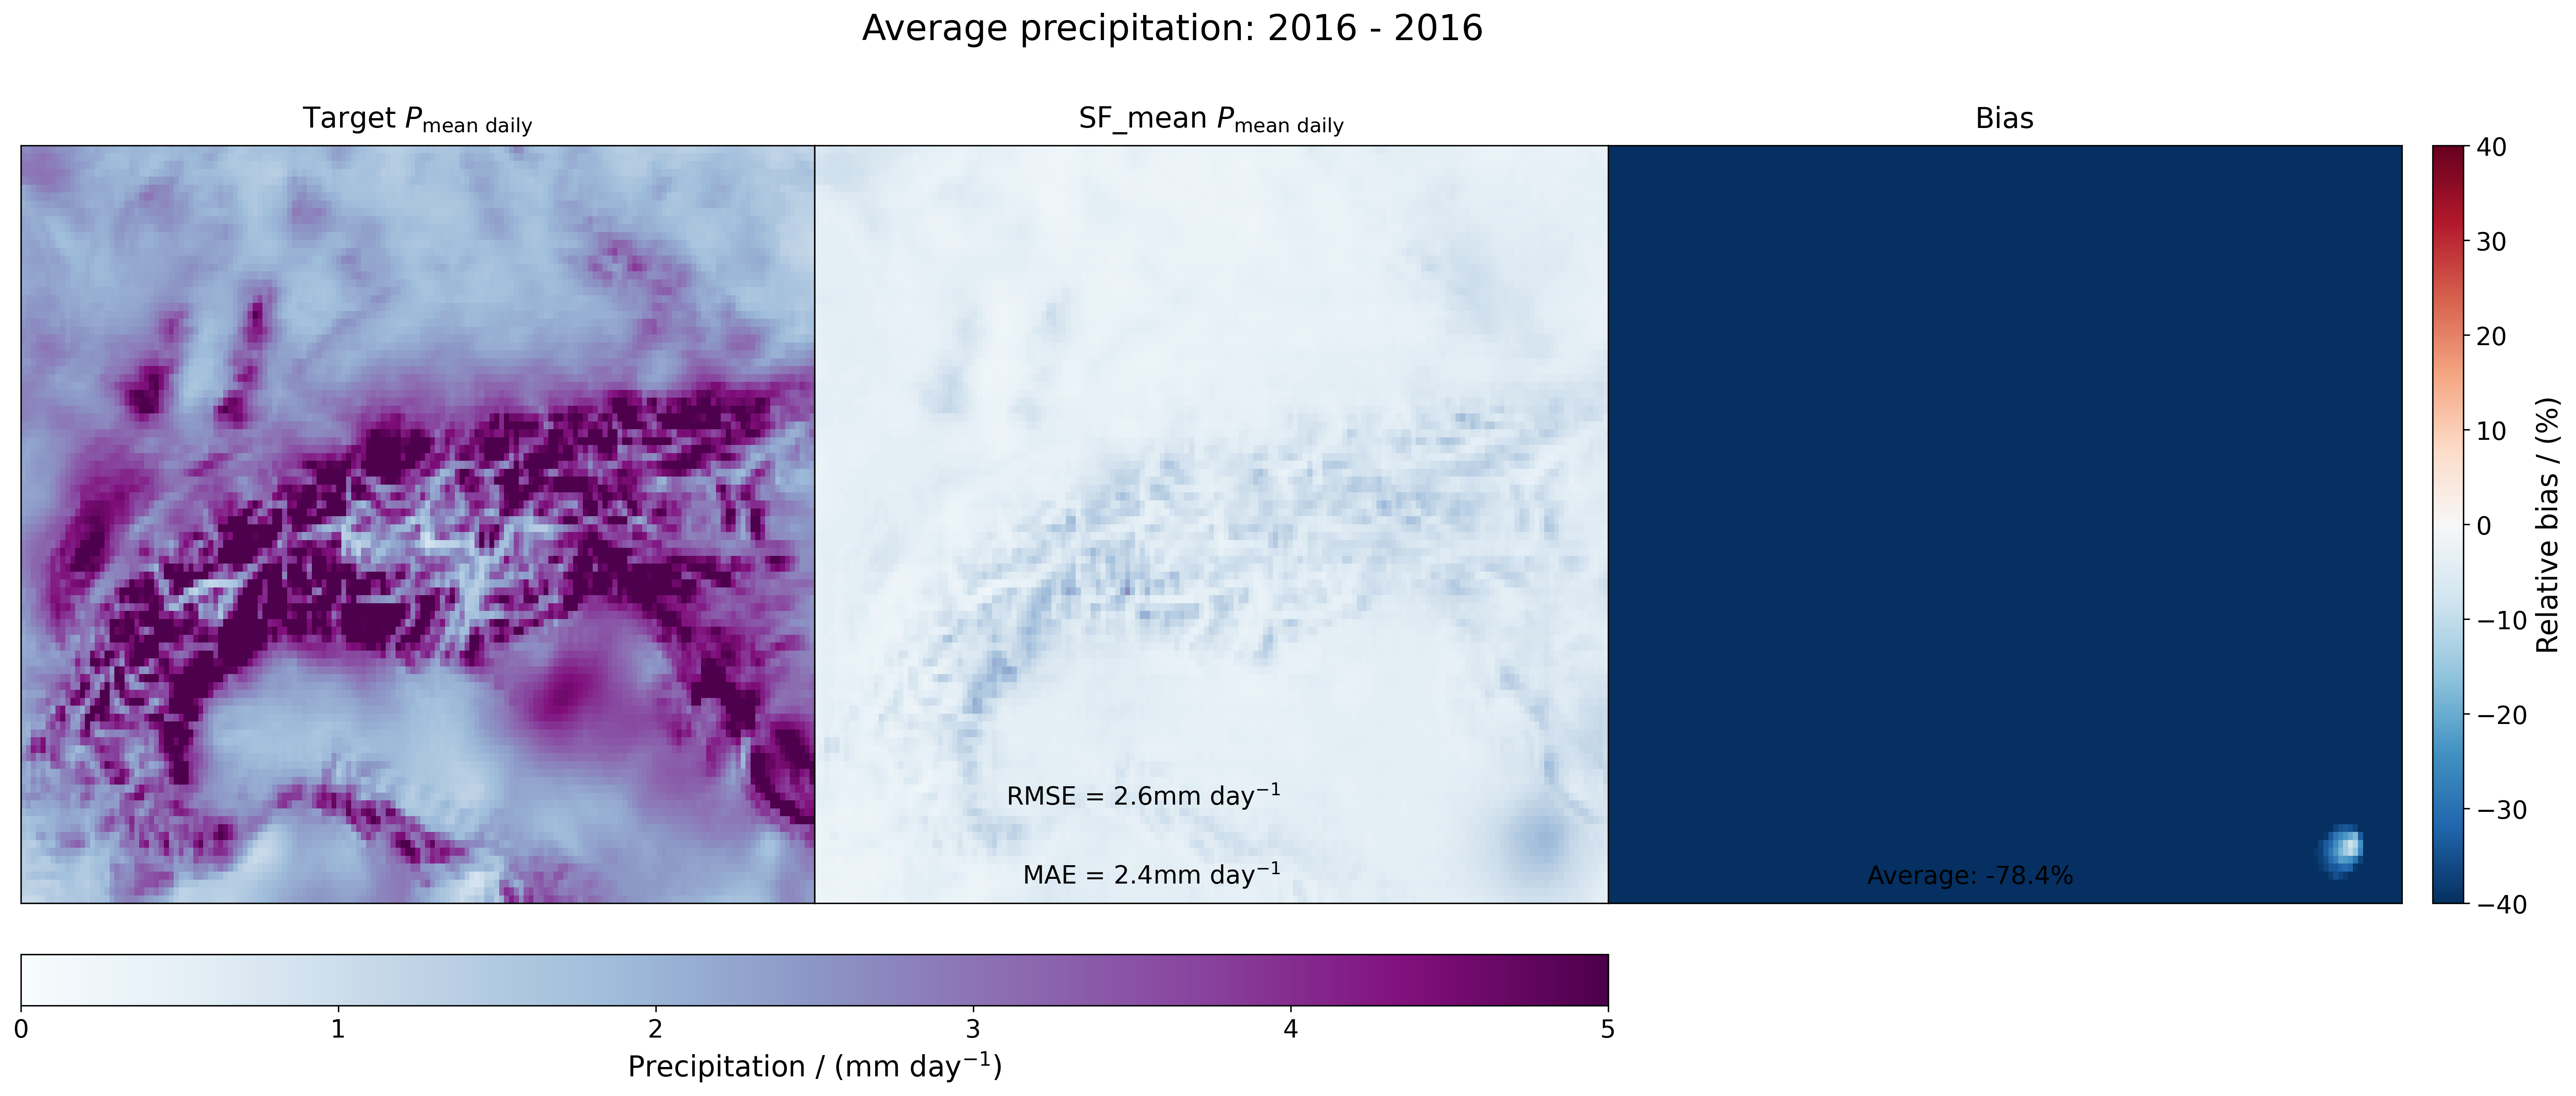 Average precipitation: 2016 - 2016
Target P_mean daily
SF_mean P_mean daily
Bias
RMSE = 2.6mm day⁻¹
MAE = 2.4mm day⁻¹
Average: -78.4%
40
30
20
10
0
−10
−20
−30
−40
Relative bias / (%)
0 1 2 3 4 5
Precipitation / (mm day⁻¹)